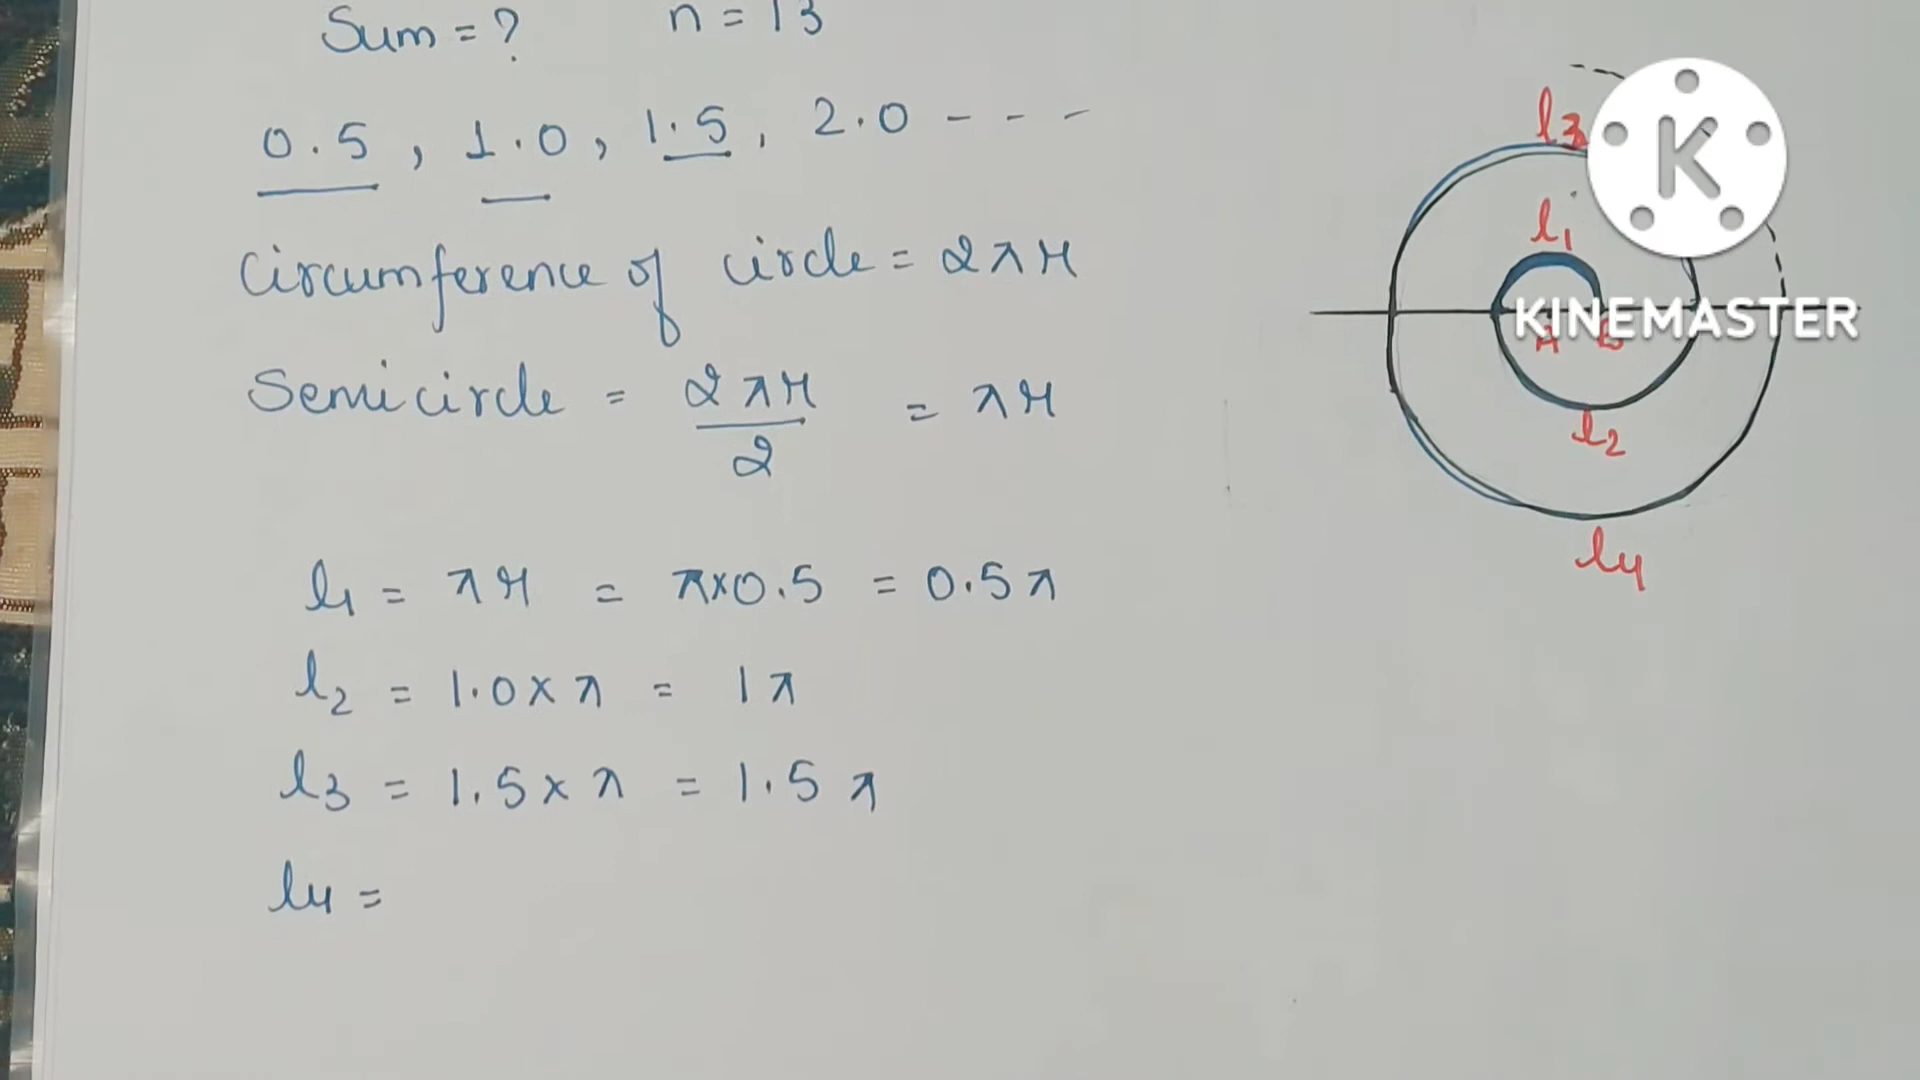 Sum = ? n = 13
0.5 , 1.0 , 1.5 , 2.0 - - -
Circumference of circle = 2πr
Semicircle = 2πr/2 = πr
l1 = πr = π×0.5 = 0.5π
l2 = 1.0×π = 1π
l3 = 1.5×π = 1.5π
l4 =
l3
l1
K
KINEMASTER
A B
l2
l4